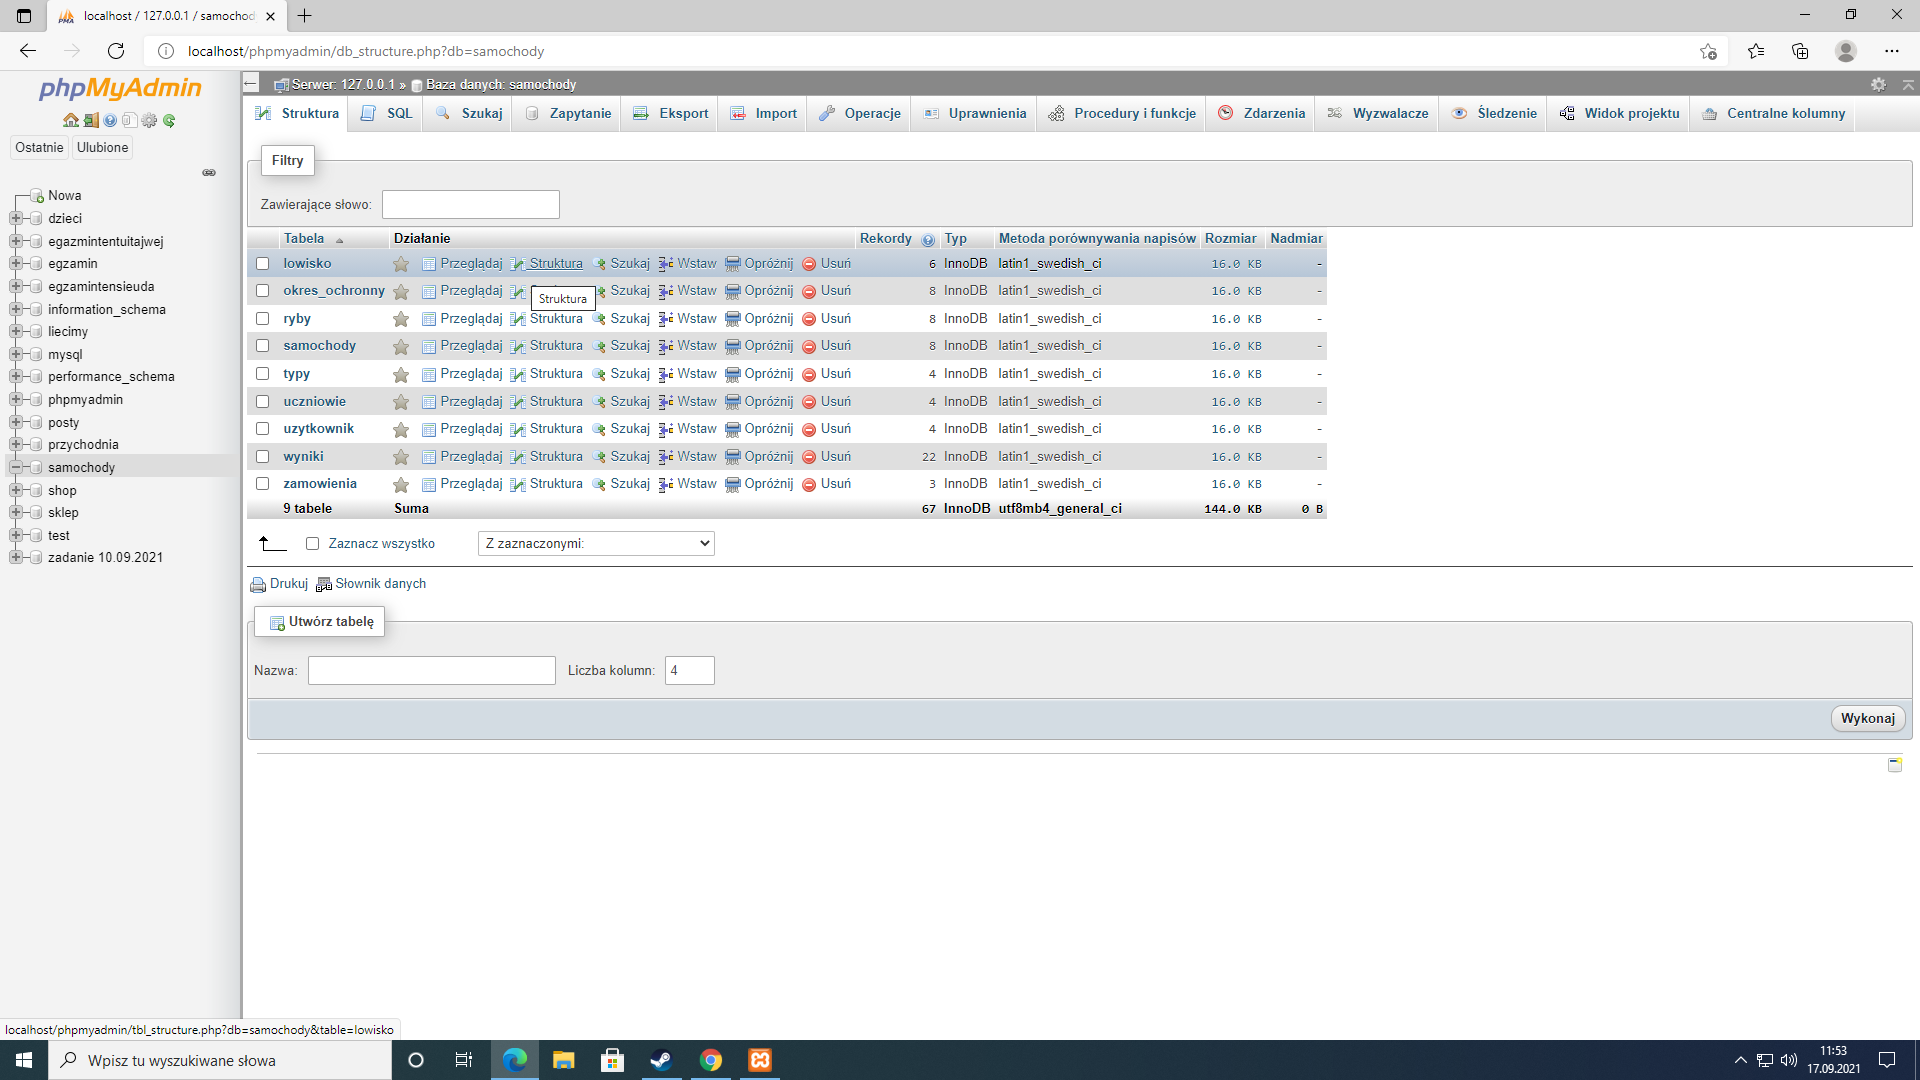 localhost / 127.0.0.1 / samochod
localhost/phpmyadmin/db_structure.php?db=samochody
phpMyAdmin
Ostatnie Ulubione
Nowa
dzieci
egazmintentuitajwej
egzamin
egzamintensieuda
information_schema
liecimy
mysql
performance_schema
phpmyadmin
posty
przychodnia
samochody
shop
sklep
test
zadanie 10.09.2021
Serwer: 127.0.0.1 » Baza danych: samochody
Struktura SQL Szukaj Zapytanie Eksport Import Operacje Uprawnienia Procedury i funkcje Zdarzenia Wyzwalacze Śledzenie Widok projektu Centralne kolumny
Filtry
Zawierające słowo:
Tabela Działanie Rekordy Typ Metoda porównywania napisów Rozmiar Nadmiar
lowisko Przeglądaj Struktura Szukaj Wstaw Opróżnij Usuń 6 InnoDB latin1_swedish_ci 16.0 KB -
okres_ochronny Przeglądaj Szukaj Wstaw Opróżnij Usuń 8 InnoDB latin1_swedish_ci 16.0 KB -
Struktura
ryby Przeglądaj Struktura Szukaj Wstaw Opróżnij Usuń 8 InnoDB latin1_swedish_ci 16.0 KB -
samochody Przeglądaj Struktura Szukaj Wstaw Opróżnij Usuń 8 InnoDB latin1_swedish_ci 16.0 KB -
typy Przeglądaj Struktura Szukaj Wstaw Opróżnij Usuń 4 InnoDB latin1_swedish_ci 16.0 KB -
uczniowie Przeglądaj Struktura Szukaj Wstaw Opróżnij Usuń 4 InnoDB latin1_swedish_ci 16.0 KB -
uzytkownik Przeglądaj Struktura Szukaj Wstaw Opróżnij Usuń 4 InnoDB latin1_swedish_ci 16.0 KB -
wyniki Przeglądaj Struktura Szukaj Wstaw Opróżnij Usuń 22 InnoDB latin1_swedish_ci 16.0 KB -
zamowienia Przeglądaj Struktura Szukaj Wstaw Opróżnij Usuń 3 InnoDB latin1_swedish_ci 16.0 KB -
9 tabele Suma 67 InnoDB utf8mb4_general_ci 144.0 KB 0 B
Zaznacz wszystko Z zaznaczonymi:
Drukuj Słownik danych
Utwórz tabelę
Nazwa: Liczba kolumn: 4
Wykonaj
localhost/phpmyadmin/tbl_structure.php?db=samochody&table=lowisko
Wpisz tu wyszukiwane słowa
11:53
17.09.2021